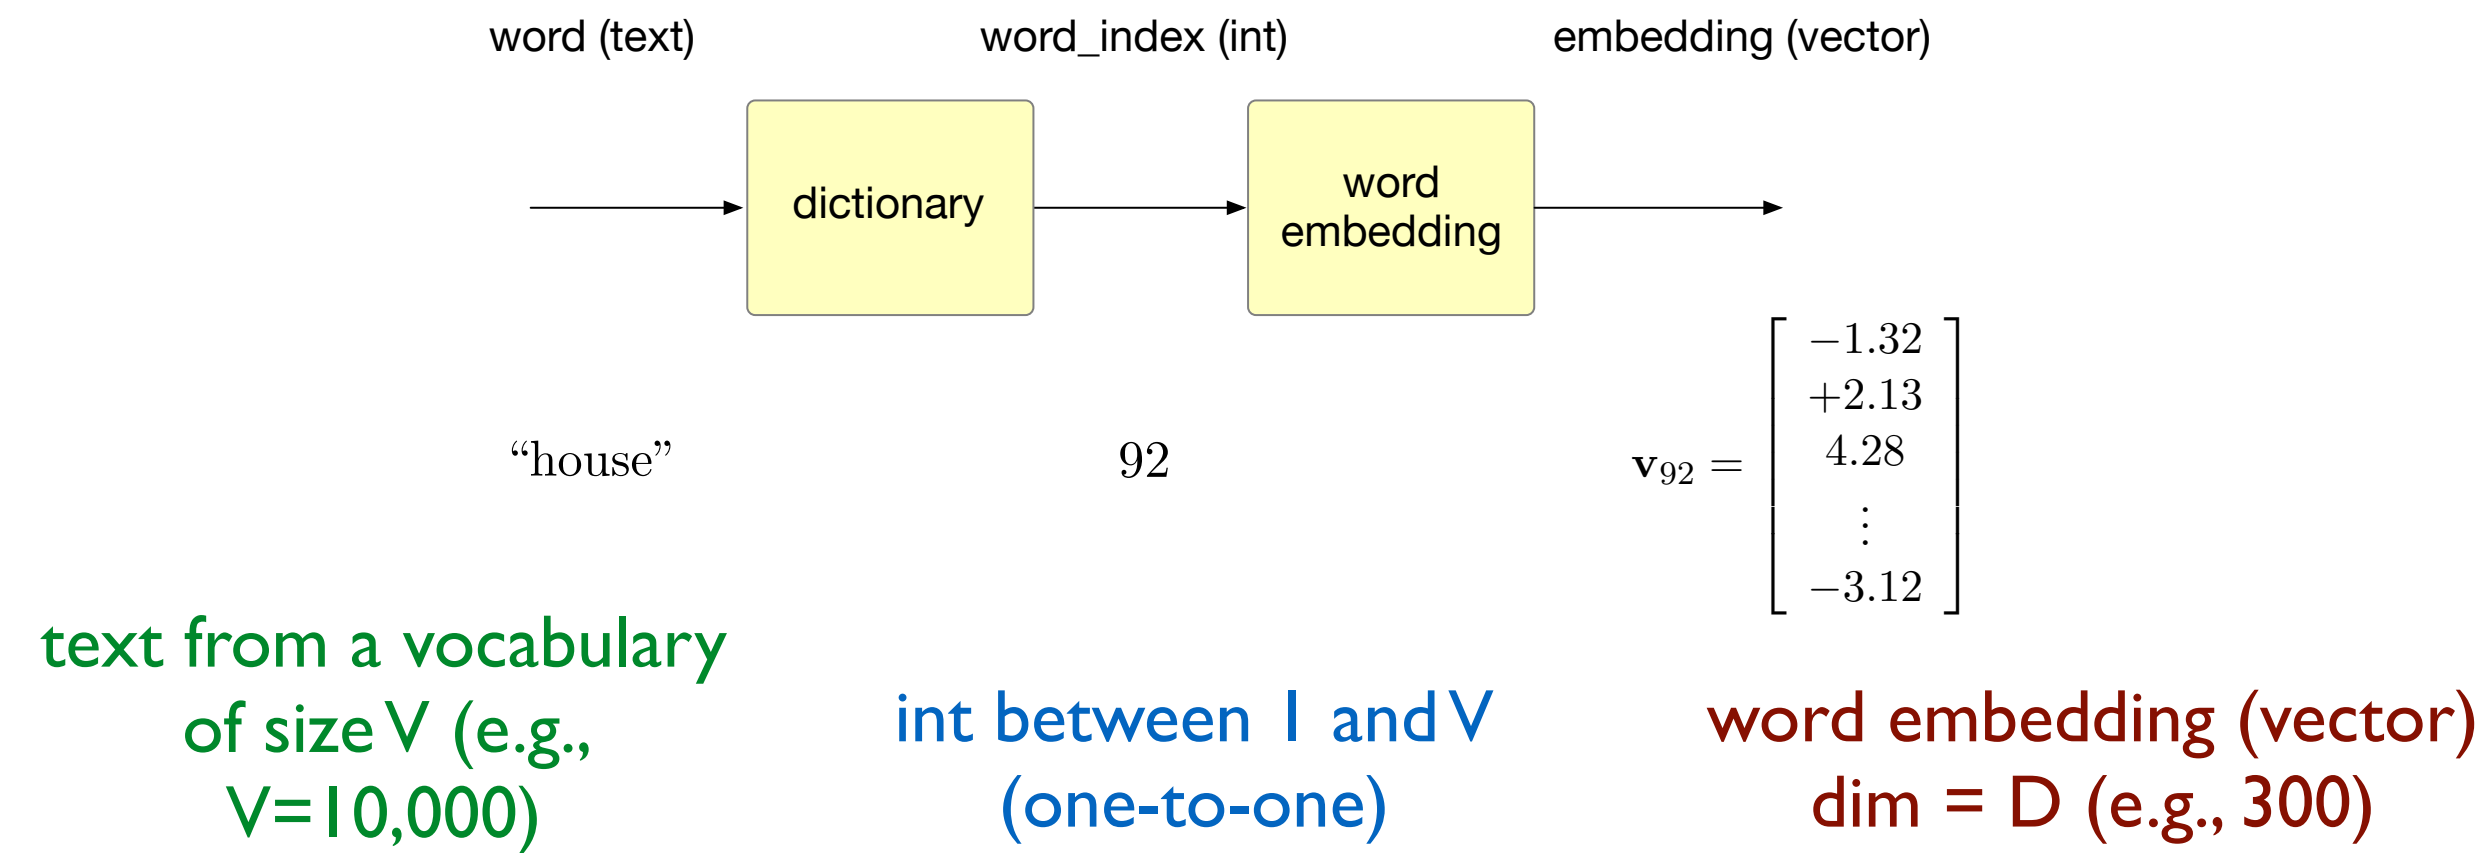 word (text)
word_index (int)
embedding (vector)
dictionary
word
embedding
“house”
92
v₉₂ =
−1.32
+2.13
4.28
⋮
−3.12
text from a vocabulary
of size V (e.g.,
V=10,000)
int between 1 and V
(one-to-one)
word embedding (vector)
dim = D (e.g., 300)